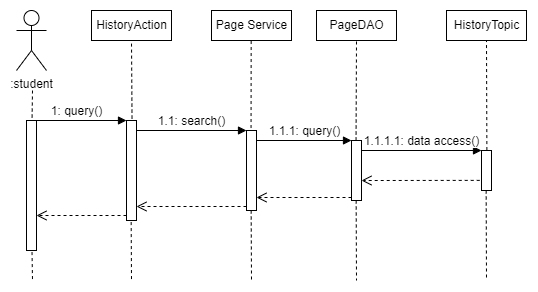 HistoryAction
Page Service
PageDAO
HistoryTopic
:student
1: query()
1.1: search()
1.1.1: query()
1.1.1.1: data access()